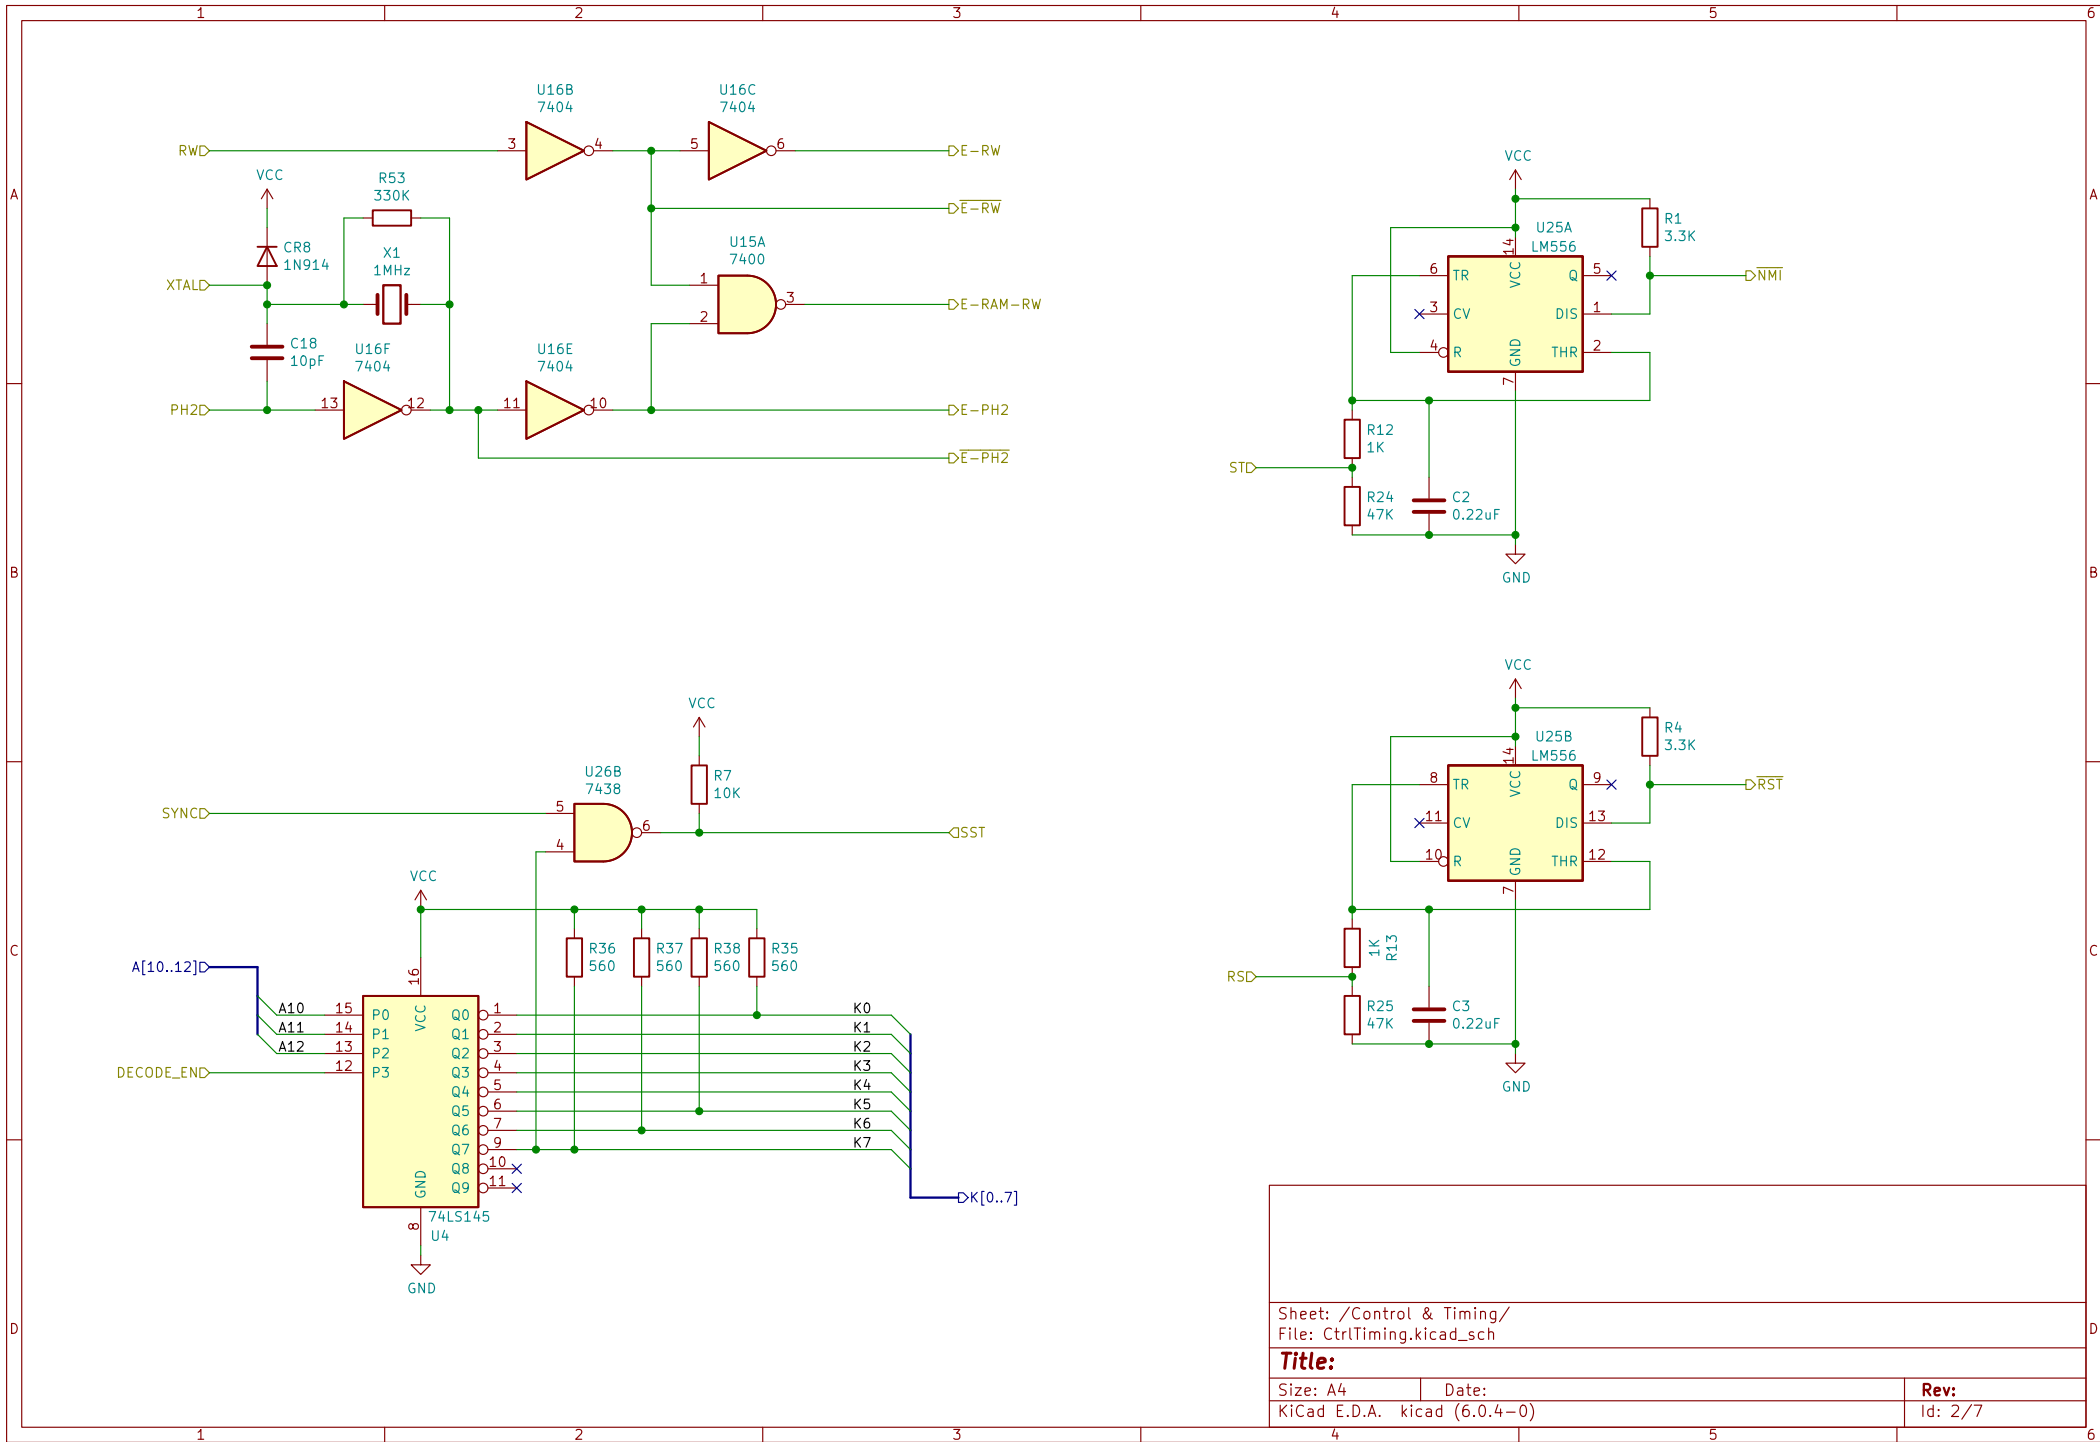 1 2 3 4 5 6
A
B
C
D
U16B
7404
3 4
U16C
7404
5 6
RW
E-RW
E-RW
VCC
R53
330K
CR8
1N914
X1
1MHz
XTAL
U15A
7400
1
2
3
E-RAM-RW
C18
10pF
U16F
7404
13 12
U16E
7404
11 10
PH2
E-PH2
E-PH2
VCC
R1
3.3K
U25A
LM556
14
VCC
6 TR
Q 5
3 CV
DIS 1
4 R
THR 2
GND
7
NMI
R12
1K
ST
R24
47K
C2
0.22uF
GND
VCC
R7
10K
U26B
7438
SYNC
5
4
6
SST
VCC
R36
560
R37
560
R38
560
R35
560
A[10..12]
16
VCC
A10 15 P0
A11 14 P1
A12 13 P2
DECODE_EN 12 P3
Q0 1 K0
Q1 2 K1
Q2 3 K2
Q3 4 K3
Q4 5 K4
Q5 6 K5
Q6 7 K6
Q7 9 K7
Q8 10
Q9 11
GND
8
74LS145
U4
GND
K[0..7]
VCC
R4
3.3K
U25B
LM556
14
VCC
8 TR
Q 9
11 CV
DIS 13
10 R
THR 12
GND
7
RST
1K
R13
RS
R25
47K
C3
0.22uF
GND
A
B
C
D
Sheet: /Control & Timing/
File: CtrlTiming.kicad_sch
Title:
Size: A4 Date: Rev:
KiCad E.D.A. kicad (6.0.4-0) Id: 2/7
1 2 3 4 5 6